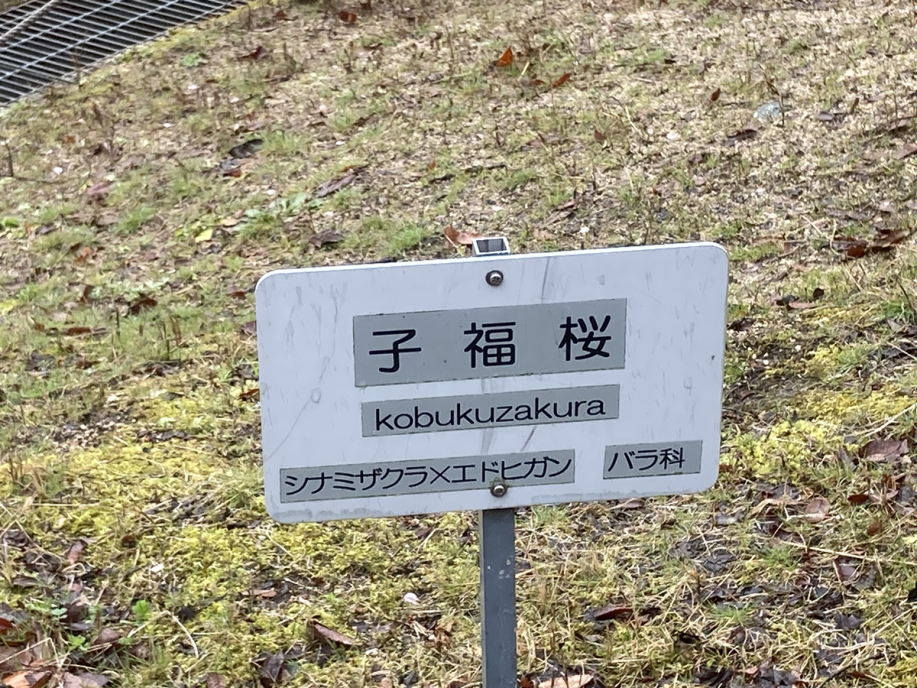 子福桜
kobukuzakura
シナミザクラ×エドヒガン バラ科